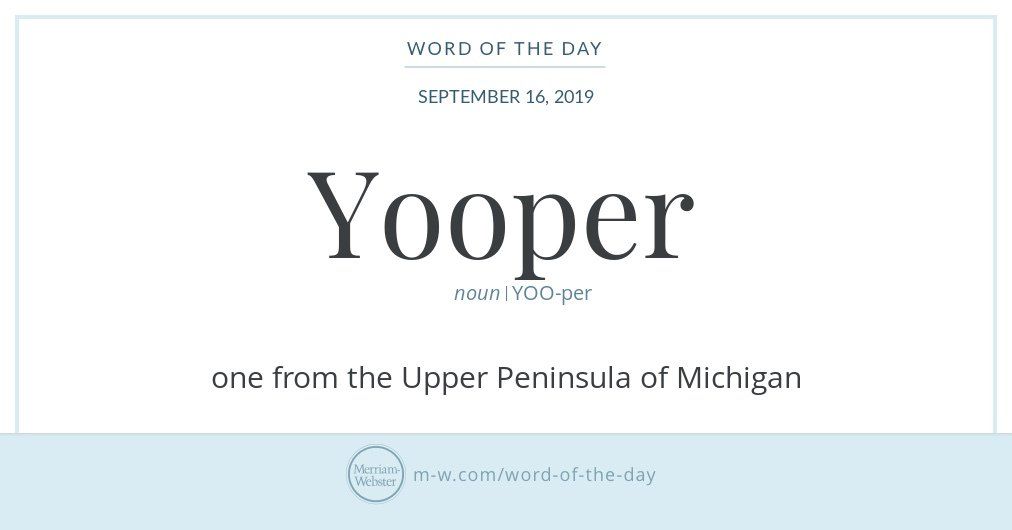 WORD OF THE DAY
SEPTEMBER 16, 2019
Yooper
noun | YOO-per
one from the Upper Peninsula of Michigan
Merriam-
Webster
m-w.com/word-of-the-day